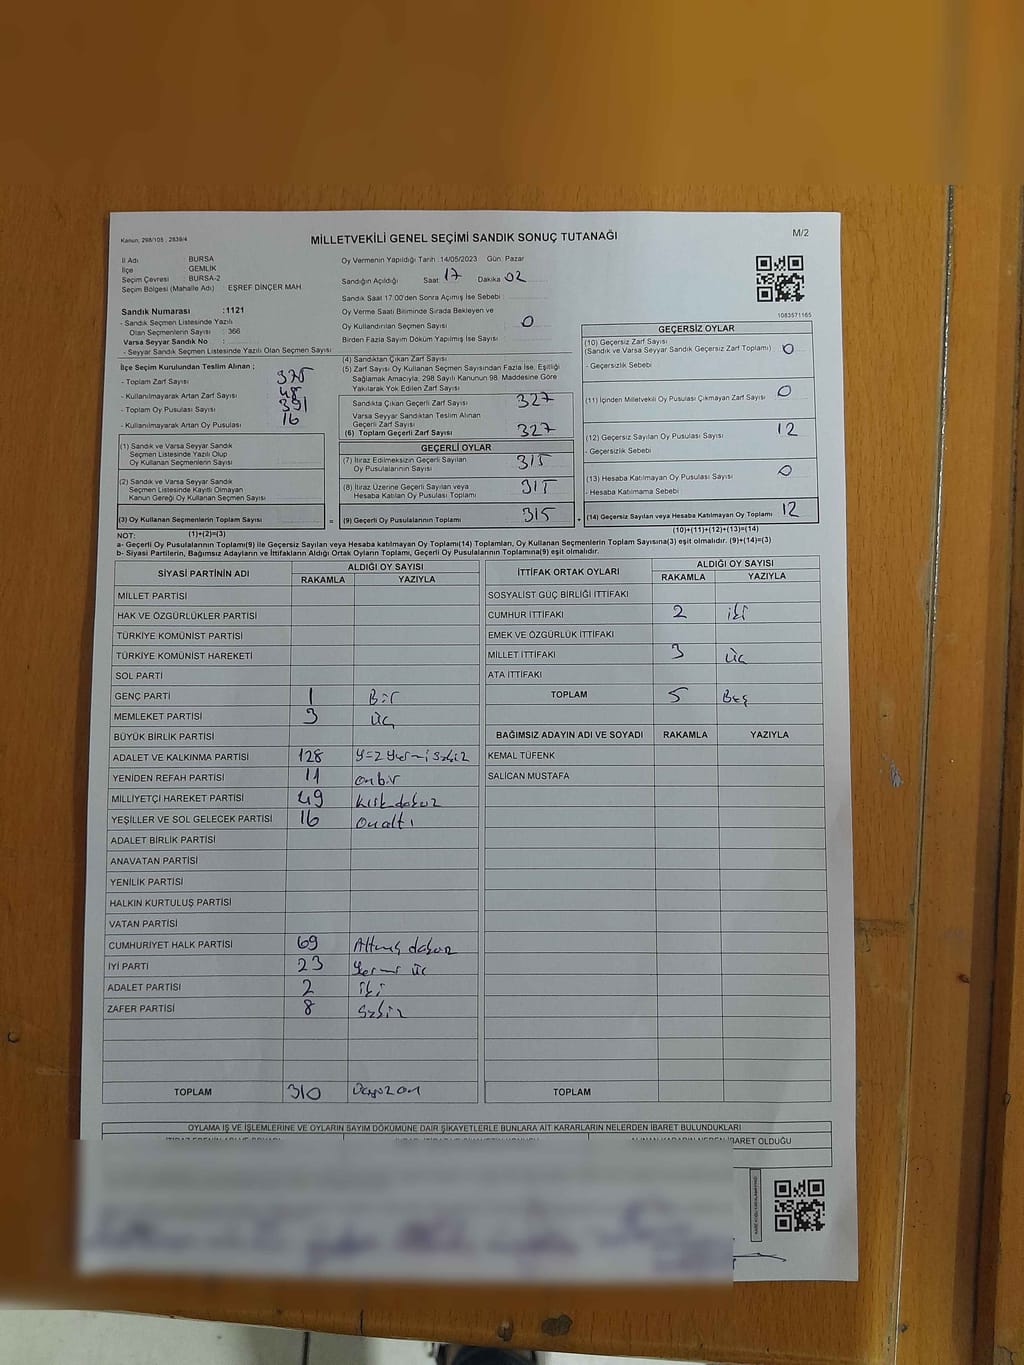 Kanun, 298/105 , 2839/4
MİLLETVEKİLİ GENEL SEÇİMİ SANDIK SONUÇ TUTANAĞI
M/2
İl Adı : BURSA
İlçe GEMLİK
Seçim Çevresi : BURSA-2
Seçim Bölgesi (Mahalle Adı) EŞREF DİNÇER MAH.
Oy Vermenin Yapıldığı Tarih :14/05/2023 Gün: Pazar
Sandığın Açıldığı Saat 17 Dakika 02
Sandık Saat 17.00'den Sonra Açımış İse Sebebi :
Oy Verme Saati Bitiminde Sırada Bekleyen ve
Oy Kullandırılan Seçmen Sayısı : 0
Birden Fazla Sayım Döküm Yapılmış İse Sayısı :
1083571165
Sandık Numarası :1121
- Sandık Seçmen Listesinde Yazılı
Olan Seçmenlerin Sayısı : 366
Varsa Seyyar Sandık No :
- Seyyar Sandık Seçmen Listesinde Yazılı Olan Seçmen Sayısı:
İlçe Seçim Kurulundan Teslim Alınan ;
- Toplam Zarf Sayısı 375
- Kullanılmayarak Artan Zarf Sayısı 48
- Toplam Oy Pusulası Sayısı 391
- Kullanılmayarak Artan Oy Pusulası 16
(1) Sandık ve Varsa Seyyar Sandık
Seçmen Listesinde Yazılı Olup
Oy Kullanan Seçmenlerin Sayısı
(2) Sandık ve Varsa Seyyar Sandık
Seçmen Listesinde Kayıtlı Olmayan
Kanun Gereği Oy Kullanan Seçmen Sayısı
(3) Oy Kullanan Seçmenlerin Toplam Sayısı
=
(4) Sandıktan Çıkan Zarf Sayısı
(5) Zarf Sayısı Oy Kullanan Seçmen Sayısından Fazla İse, Eşitliği
Sağlamak Amacıyla, 298 Sayılı Kanunun 98. Maddesine Göre
Yakılarak Yok Edilen Zarf Sayısı
Sandıkta Çıkan Geçerli Zarf Sayısı 327
Varsa Seyyar Sandıktan Teslim Alınan
Geçerli Zarf Sayısı
(6) Toplam Geçerli Zarf Sayısı 327
GEÇERLİ OYLAR
(7) İtiraz Edilmeksizin Geçerli Sayılan
Oy Pusulalarının Sayısı 315
(8) İtiraz Üzerine Geçerli Sayılan veya
Hesaba Katılan Oy Pusulası Toplamı 315
(9) Geçerli Oy Pusulalarının Toplamı 315
+
GEÇERSİZ OYLAR
(10) Geçersiz Zarf Sayısı
(Sandık ve Varsa Seyyar Sandık Geçersiz Zarf Toplamı) 0
- Geçersizlik Sebebi
(11) İçinden Milletvekili Oy Pusulası Çıkmayan Zarf Sayısı 0
(12) Geçersiz Sayılan Oy Pusulası Sayısı 12
- Geçersizlik Sebebi
(13) Hesaba Katılmayan Oy Pusulası Sayısı 0
- Hesaba Katılmama Sebebi
(14) Geçersiz Sayılan veya Hesaba Katılmayan Oy Toplamı 12
NOT: (1)+(2)=(3)
(10)+(11)+(12)+(13)=(14)
a- Geçerli Oy Pusulalarının Toplamı(9) ile Geçersiz Sayılan veya Hesaba Katılmayan Oy Toplamı(14) Toplamları, Oy Kullanan Seçmenlerin Toplam Sayısına(3) eşit olmalıdır. (9)+(14)=(3)
b- Siyasi Partilerin, Bağımsız Adayların ve İttifakların Aldığı Ortak Oyların Toplamı, Geçerli Oy Pusulalarının Toplamına(9) eşit olmalıdır.
SİYASİ PARTİNİN ADI ALDIĞI OY SAYISI
RAKAMLA YAZIYLA
MİLLET PARTİSİ
HAK VE ÖZGÜRLÜKLER PARTİSİ
TÜRKİYE KOMÜNİST PARTİSİ
TÜRKİYE KOMÜNİST HAREKETİ
SOL PARTİ
GENÇ PARTİ 1 Bir
MEMLEKET PARTİSİ 3 üç
BÜYÜK BİRLİK PARTİSİ
ADALET VE KALKINMA PARTİSİ 128 Yüz Yirmi Sekiz
YENİDEN REFAH PARTİSİ 11 onbir
MİLLİYETÇİ HAREKET PARTİSİ 49 kırk dokuz
YEŞİLLER VE SOL GELECEK PARTİSİ 16 onaltı
ADALET BİRLİK PARTİSİ
ANAVATAN PARTİSİ
YENİLİK PARTİSİ
HALKIN KURTULUŞ PARTİSİ
VATAN PARTİSİ
CUMHURİYET HALK PARTİSİ 69 Altmış dokuz
İYİ PARTİ 23 Yirmi üç
ADALET PARTİSİ 2 iki
ZAFER PARTİSİ 8 Sekiz
TOPLAM 310 Üçyüz on
İTTİFAK ORTAK OYLARI ALDIĞI OY SAYISI
RAKAMLA YAZIYLA
SOSYALİST GÜÇ BİRLİĞİ İTTİFAKI
CUMHUR İTTİFAKI 2 iki
EMEK VE ÖZGÜRLÜK İTTİFAKI
MİLLET İTTİFAKI 3 üç
ATA İTTİFAKI
TOPLAM 5 Beş
BAĞIMSIZ ADAYIN ADI VE SOYADI RAKAMLA YAZIYLA
KEMAL TÜFENK
SALİCAN MUSTAFA
TOPLAM
OYLAMA İŞ VE İŞLEMLERİNE VE OYLARIN SAYIM DÖKÜMÜNE DAİR ŞİKAYETLERLE BUNLARA AİT KARARLARIN NELERDEN İBARET BULUNDUKLARI